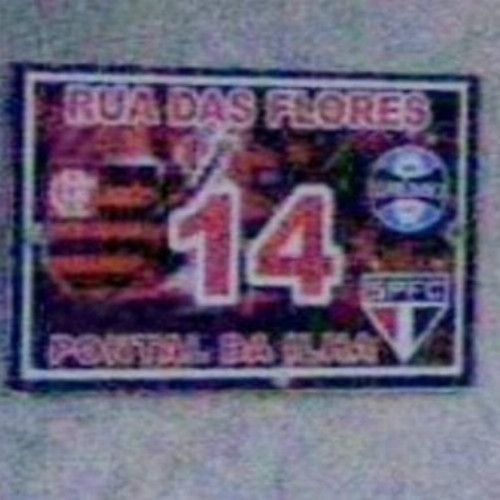 RUA DAS FLORES
14
SPFC
PONTAL DA ILHA